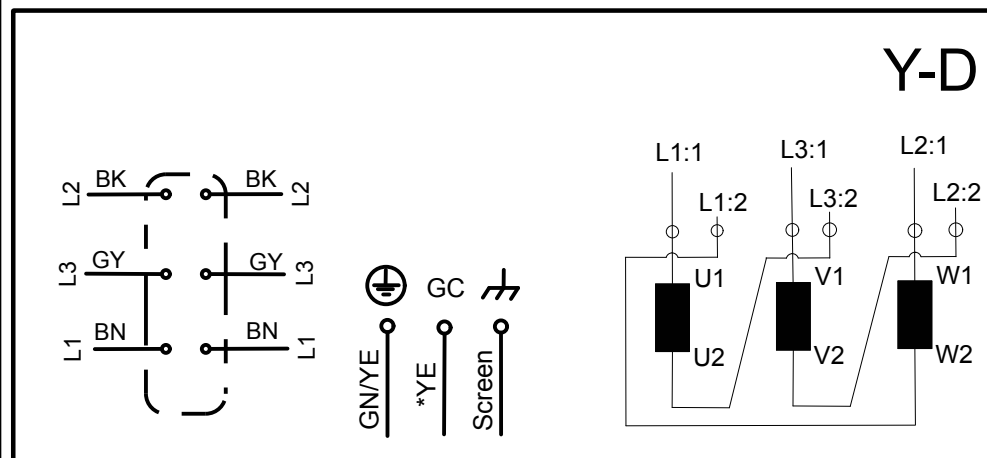 Y-D
L2 BK BK L2
L3 GY GY L3
L1 BN BN L1
GC
GN/YE
*YE
Screen
L1:1 L3:1 L2:1
L1:2 L3:2 L2:2
U1 V1 W1
U2 V2 W2